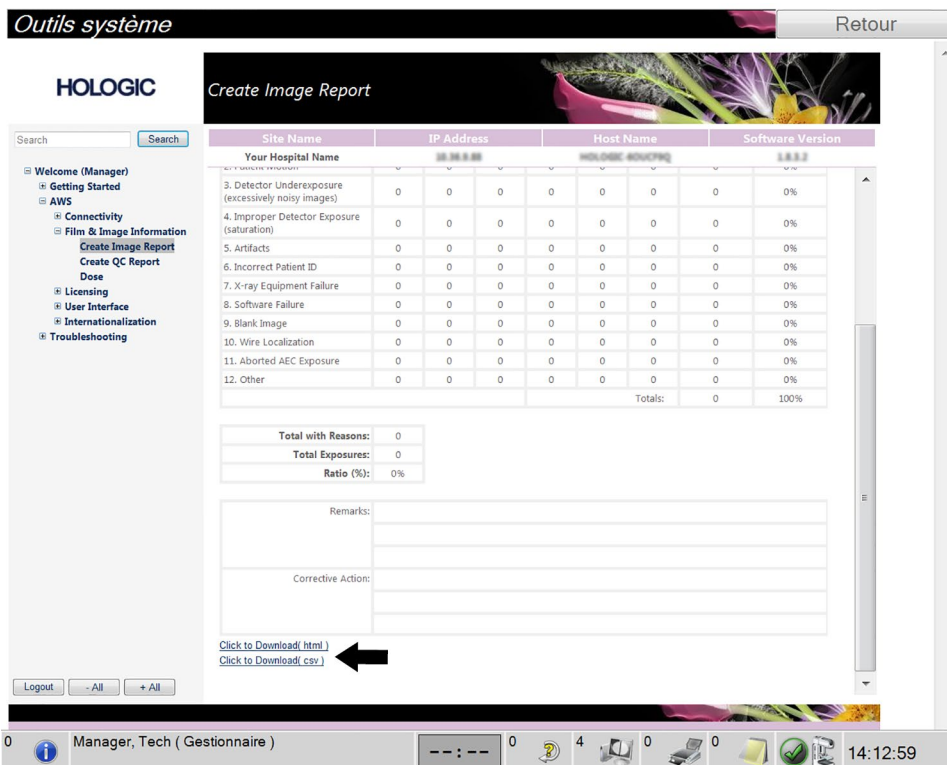 Outils système
Retour
HOLOGIC
Create Image Report
Search
Search
Site Name IP Address Host Name Software Version
Your Hospital Name
Welcome (Manager)
Getting Started
AWS
Connectivity
Film & Image Information
Create Image Report
Create QC Report
Dose
Licensing
User Interface
Internationalization
Troubleshooting
3. Detector Underexposure
(excessively noisy images) 0 0 0 0 0 0 0 0%
4. Improper Detector Exposure
(saturation) 0 0 0 0 0 0 0 0%
5. Artifacts 0 0 0 0 0 0 0 0%
6. Incorrect Patient ID 0 0 0 0 0 0 0 0%
7. X-ray Equipment Failure 0 0 0 0 0 0 0 0%
8. Software Failure 0 0 0 0 0 0 0 0%
9. Blank Image 0 0 0 0 0 0 0 0%
10. Wire Localization 0 0 0 0 0 0 0 0%
11. Aborted AEC Exposure 0 0 0 0 0 0 0 0%
12. Other 0 0 0 0 0 0 0 0%
Totals: 0 100%
Total with Reasons: 0
Total Exposures: 0
Ratio (%): 0%
Remarks:
Corrective Action:
Click to Download( html )
Click to Download( csv )
Logout - All + All
0 Manager, Tech ( Gestionnaire ) --:-- 0 4 0 0 14:12:59